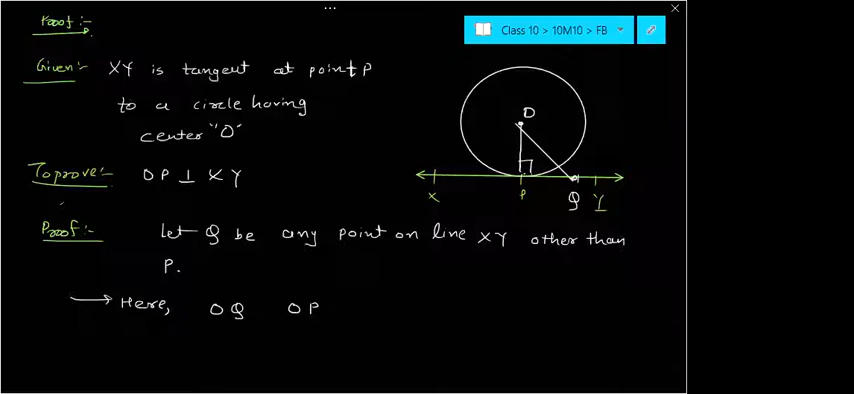 Proof :-
Class 10 > 10M10 > FB
Given:- XY is tangent at point P
to a circle having
center "O"
To prove:- OP ⊥ XY
O
X P Q Y
Proof :- Let Q be any point on line XY other than
P.
→ Here, OQ OP